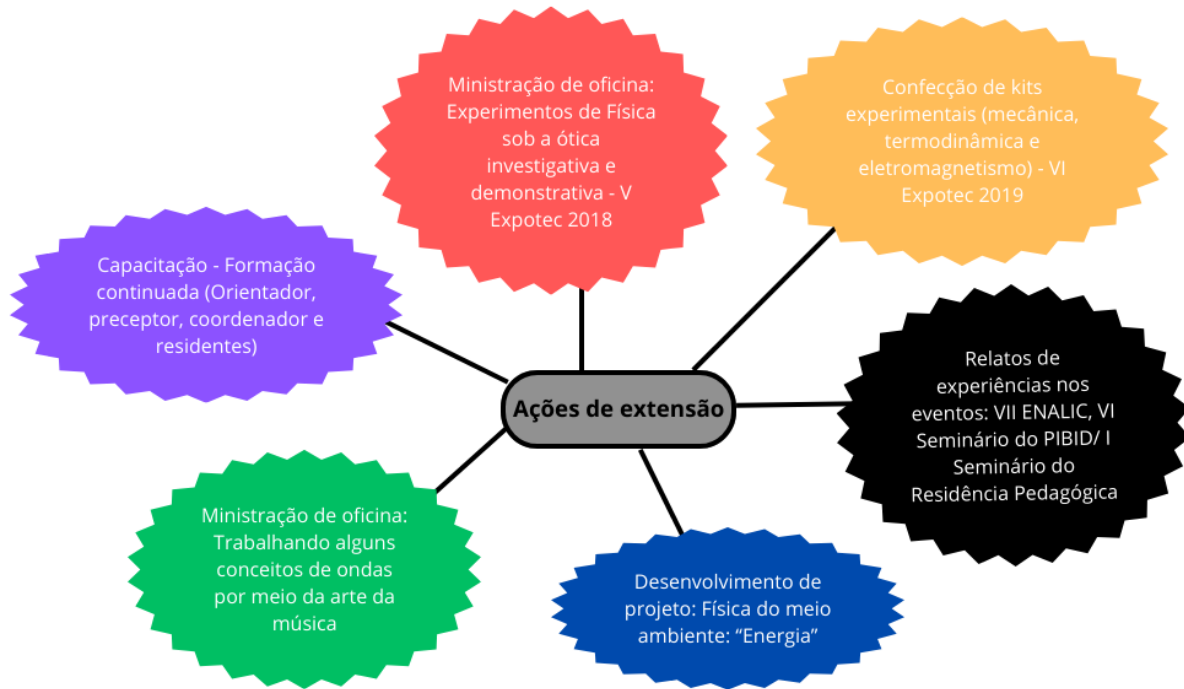 Ministração de oficina:
Experimentos de Física
sob a ótica
investigativa e
demonstrativa - V
Expotec 2018
Confecção de kits
experimentais (mecânica,
termodinâmica e
eletromagnetismo) - VI
Expotec 2019
Capacitação - Formação
continuada (Orientador,
preceptor, coordenador e
residentes)
Ações de extensão
Relatos de
experiências nos
eventos: VII ENALIC, VI
Seminário do PIBID/ I
Seminário do
Residência Pedagógica
Ministração de oficina:
Trabalhando alguns
conceitos de ondas
por meio da arte da
música
Desenvolvimento de
projeto: Física do meio
ambiente: “Energia”